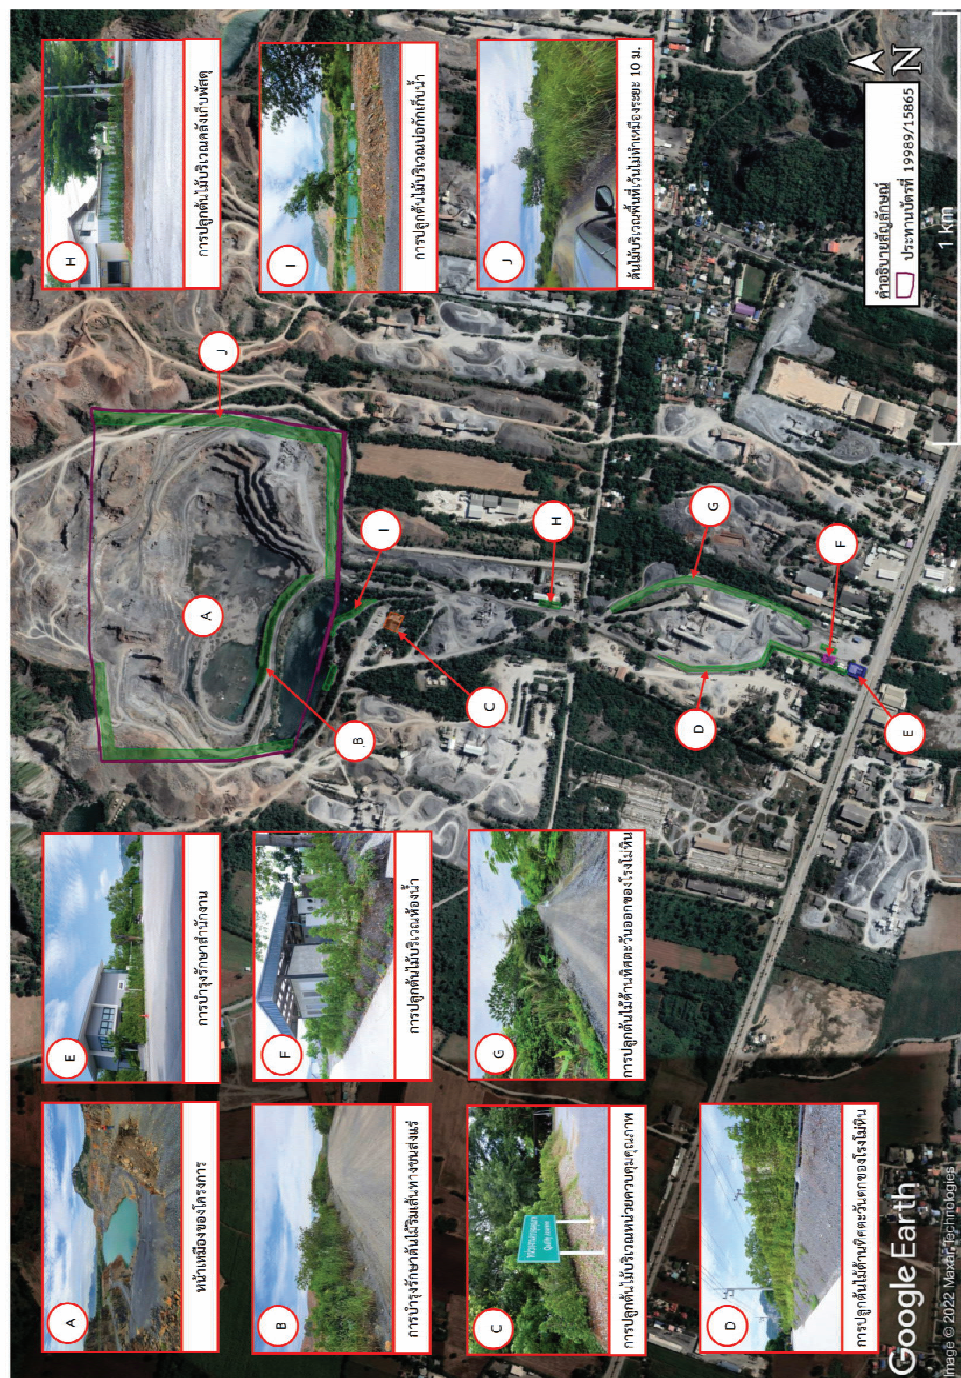 A
หน้าเหมืองของโครงการ
B
การบำรุงรักษาต้นไม้ริมเส้นทางขนส่งแร่
C
การปลูกต้นไม้บริเวณหน่วยควบคุมคุณภาพ
D
การปลูกต้นไม้ด้านทิศตะวันตกของโรงโม่หิน
E
การบำรุงรักษาสำนักงาน
F
การปลูกต้นไม้บริเวณห้องน้ำ
G
การปลูกต้นไม้ด้านทิศตะวันออกของโรงโม่หิน
H
การปลูกต้นไม้บริเวณคลังเก็บพัสดุ
I
การปลูกต้นไม้บริเวณบ่อกักเก็บน้ำ
J
ต้นไม้บริเวณพื้นที่เว้นไม่ทำเหมืองระยะ 10 ม.
A
B
C
D
E
F
G
H
I
J
N
คำอธิบายสัญลักษณ์
ประทานบัตรที่ 19989/15865
1 km
Google Earth
Image © 2022 Maxar Technologies